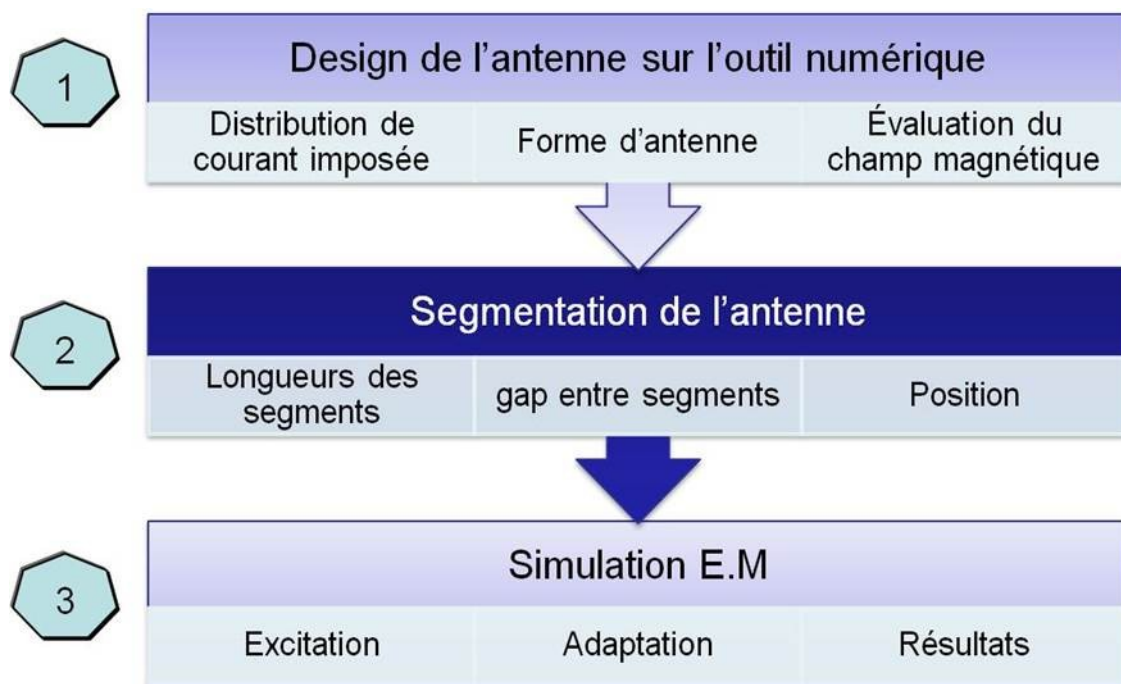 1
Design de l'antenne sur l'outil numérique
Distribution de
courant imposée
Forme d'antenne
Évaluation du
champ magnétique
2
Segmentation de l'antenne
Longueurs des
segments
gap entre segments
Position
3
Simulation E.M
Excitation
Adaptation
Résultats